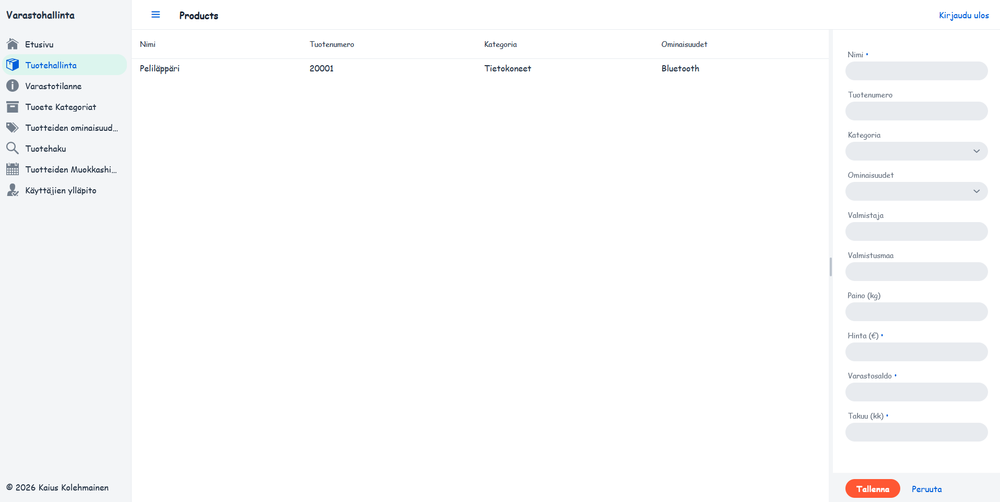 Varastohallinta
Etusivu
Tuotehallinta
Varastotilanne
Tuoete Kategoriat
Tuotteiden ominaisuud...
Tuotehaku
Tuotteiden Muokkashi...
Käyttäjien ylläpito
© 2026 Kaius Kolehmainen
Products
Kirjaudu ulos
Nimi Tuotenumero Kategoria Ominaisuudet
Peliläppäri 20001 Tietokoneet Bluetooth
Nimi •
Tuotenumero
Kategoria
Ominaisuudet
Valmistaja
Valmistusmaa
Paino (kg)
Hinta (€) •
Varastosaldo •
Takuu (kk) •
Tallenna Peruuta